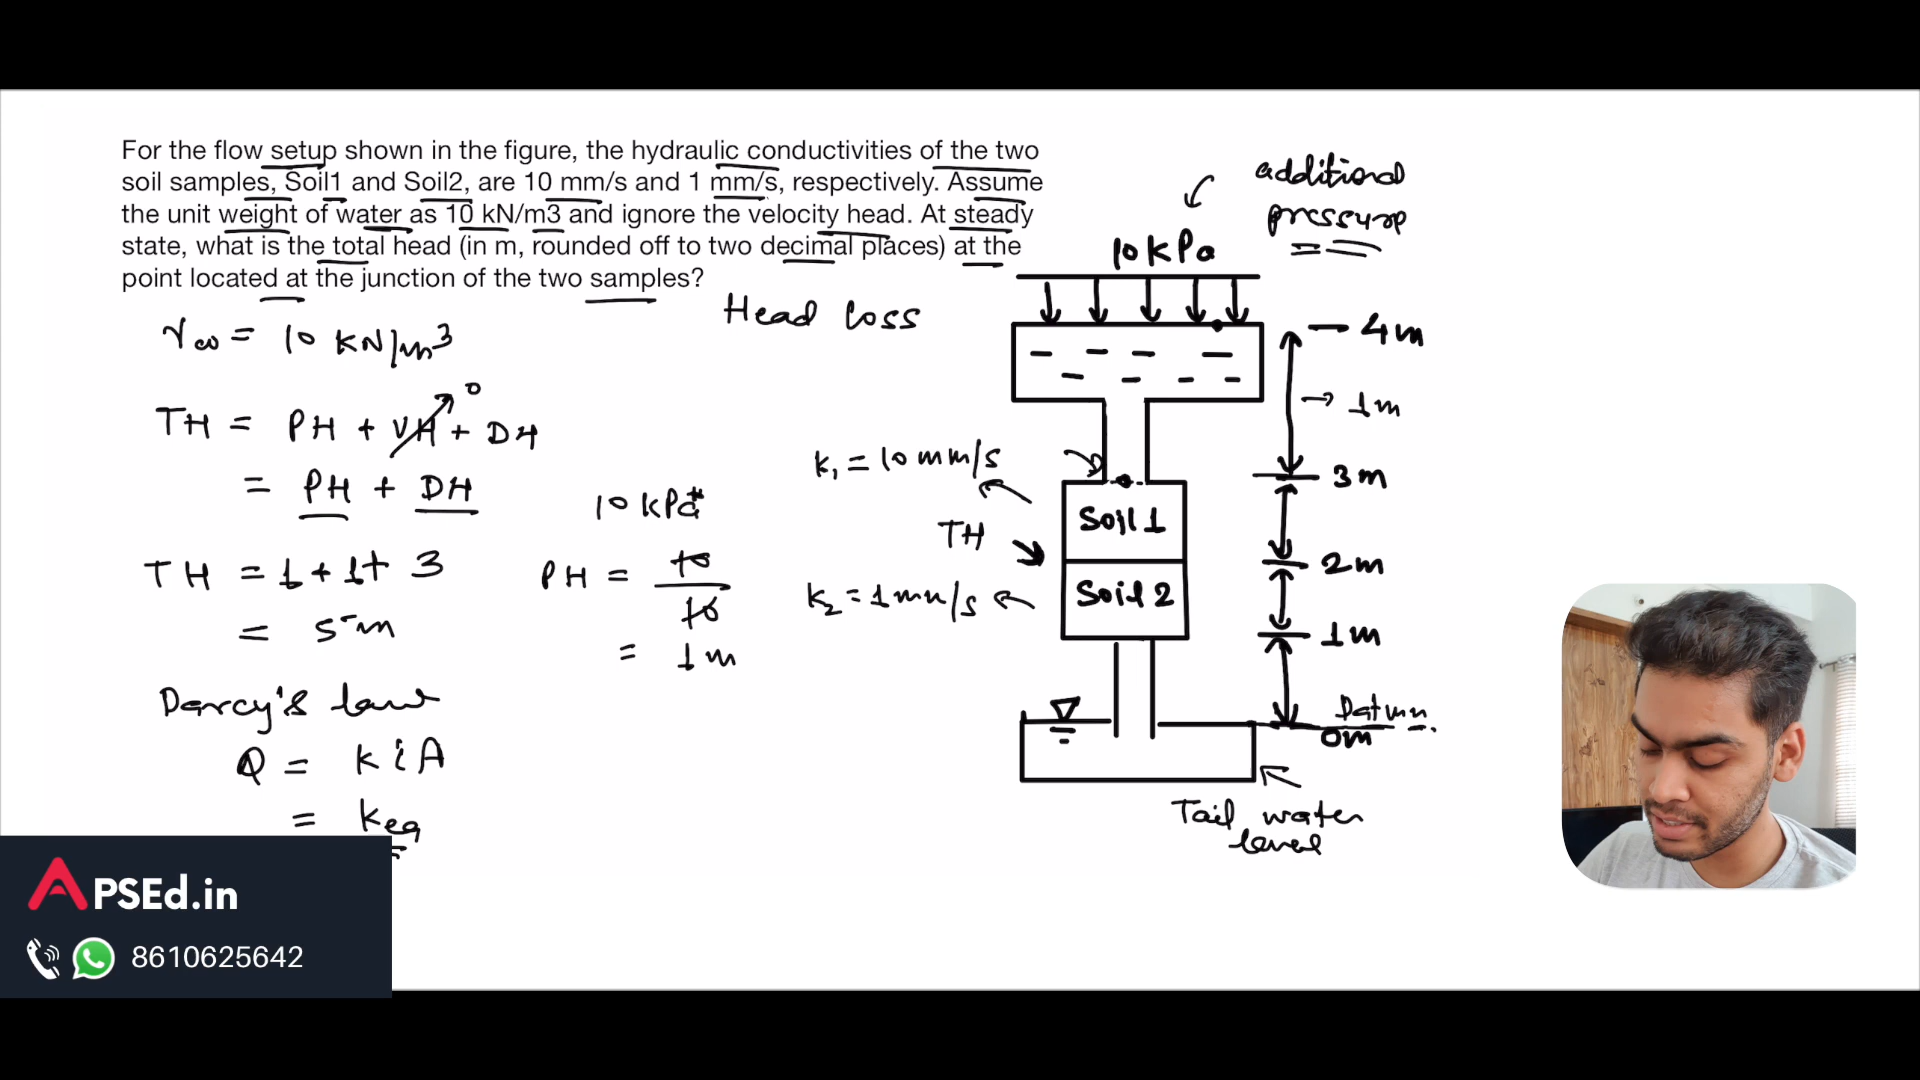 For the flow setup shown in the figure, the hydraulic conductivities of the two
soil samples, Soil1 and Soil2, are 10 mm/s and 1 mm/s, respectively. Assume
the unit weight of water as 10 kN/m3 and ignore the velocity head. At steady
state, what is the total head (in m, rounded off to two decimal places) at the
point located at the junction of the two samples?
γω = 10 KN/m³
TH = PH + VH + DH
0
= PH + DH
TH = 1 + 1 + 3
= 5m
Darcy's law
Q = K i A
= Keq
Head loss
10 KPa
PH = 10
10
= 1m
additional
pressure
10 KPa
4m
1m
K₁ = 10 mm/s
3m
Soil 1
TH
2m
K₂ = 1mm/s
Soil 2
1m
Datum
0m
Tail water
level
APSEd.in
8610625642